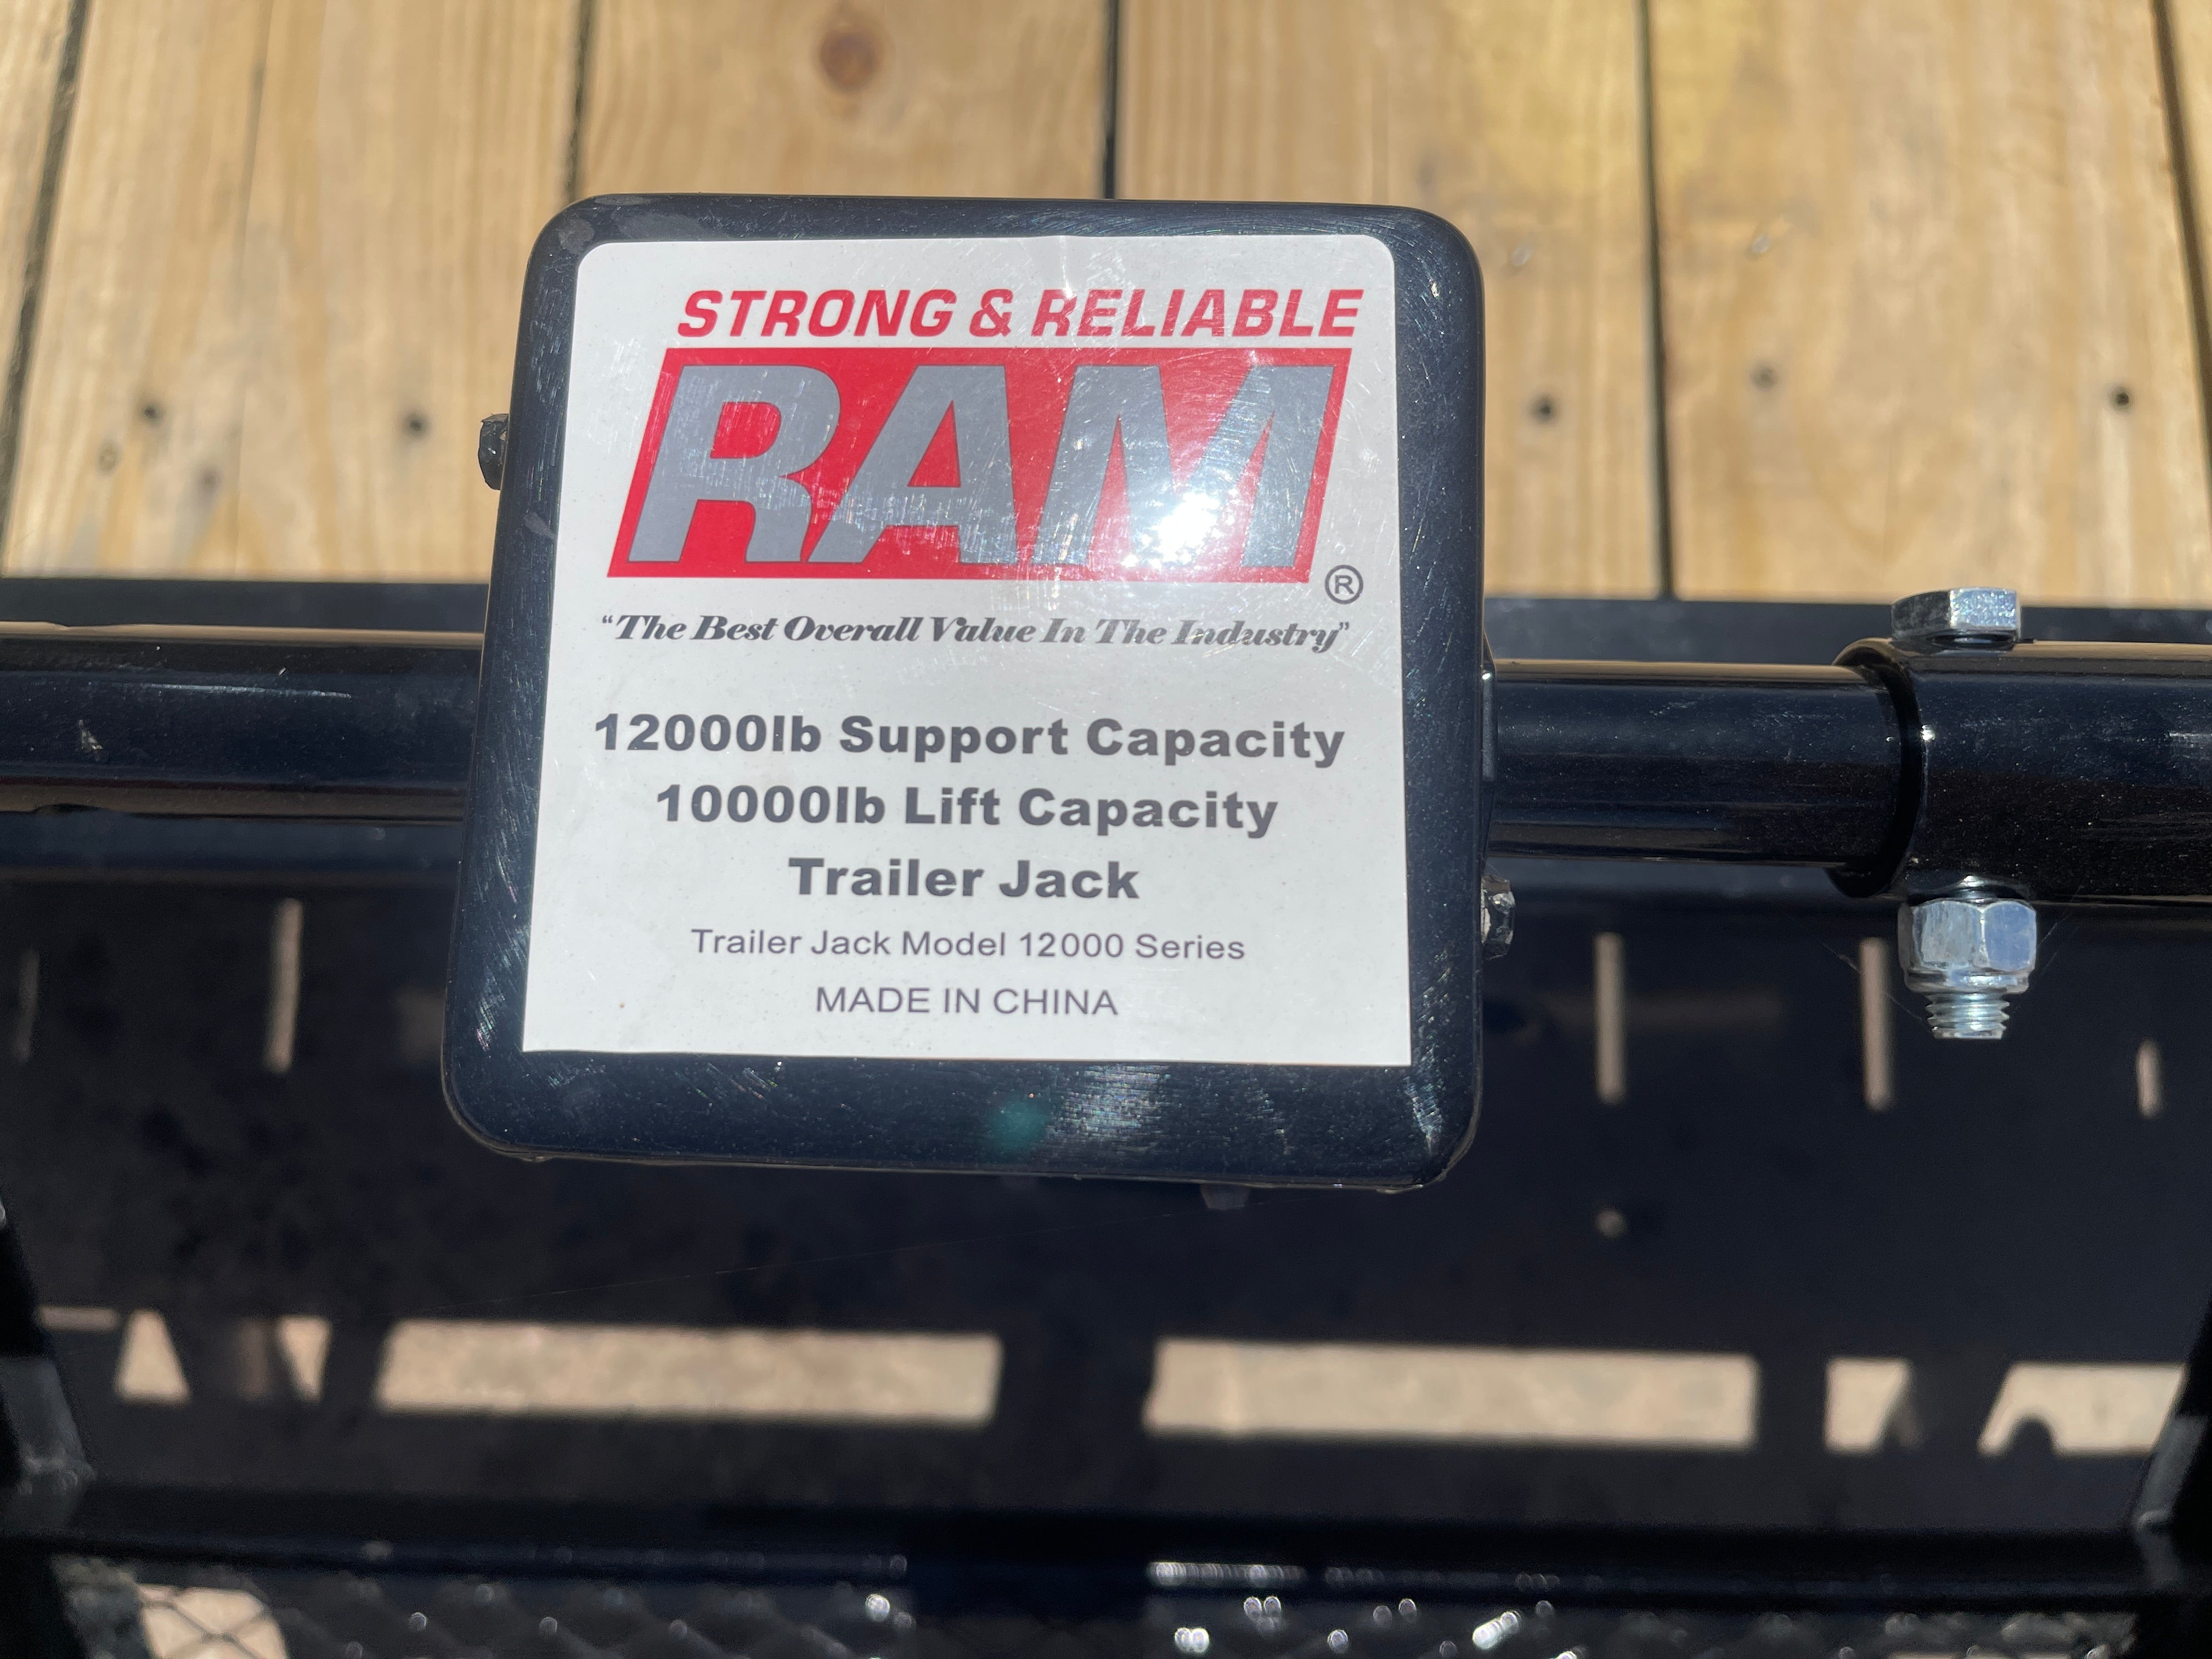 STRONG & RELIABLE
RAM®
"The Best Overall Value In The Industry"
12000lb Support Capacity
10000lb Lift Capacity
Trailer Jack
Trailer Jack Model 12000 Series
MADE IN CHINA